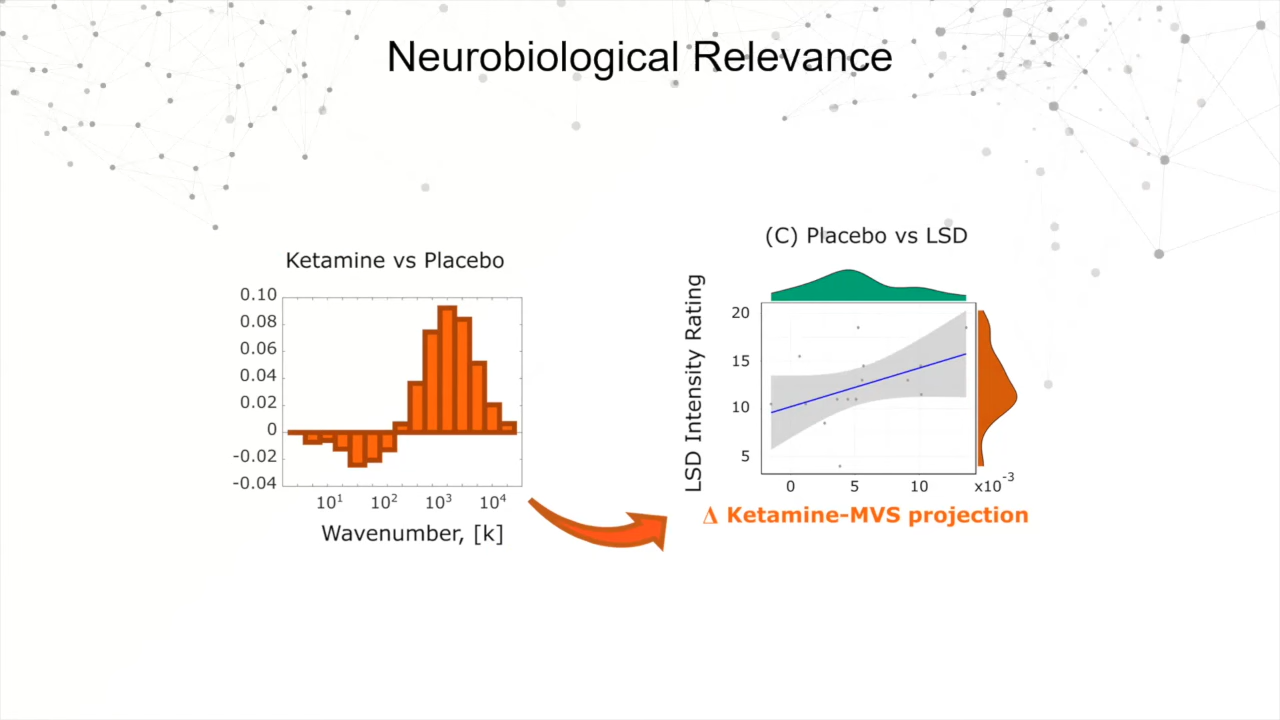 Neurobiological Relevance
Ketamine vs Placebo
0.10
0.08
0.06
0.04
0.02
0
-0.02
-0.04
10¹ 10² 10³ 10⁴
Wavenumber, [k]
(C) Placebo vs LSD
LSD Intensity Rating
20
15
10
5
0 5 10 x10⁻³
Δ Ketamine-MVS projection